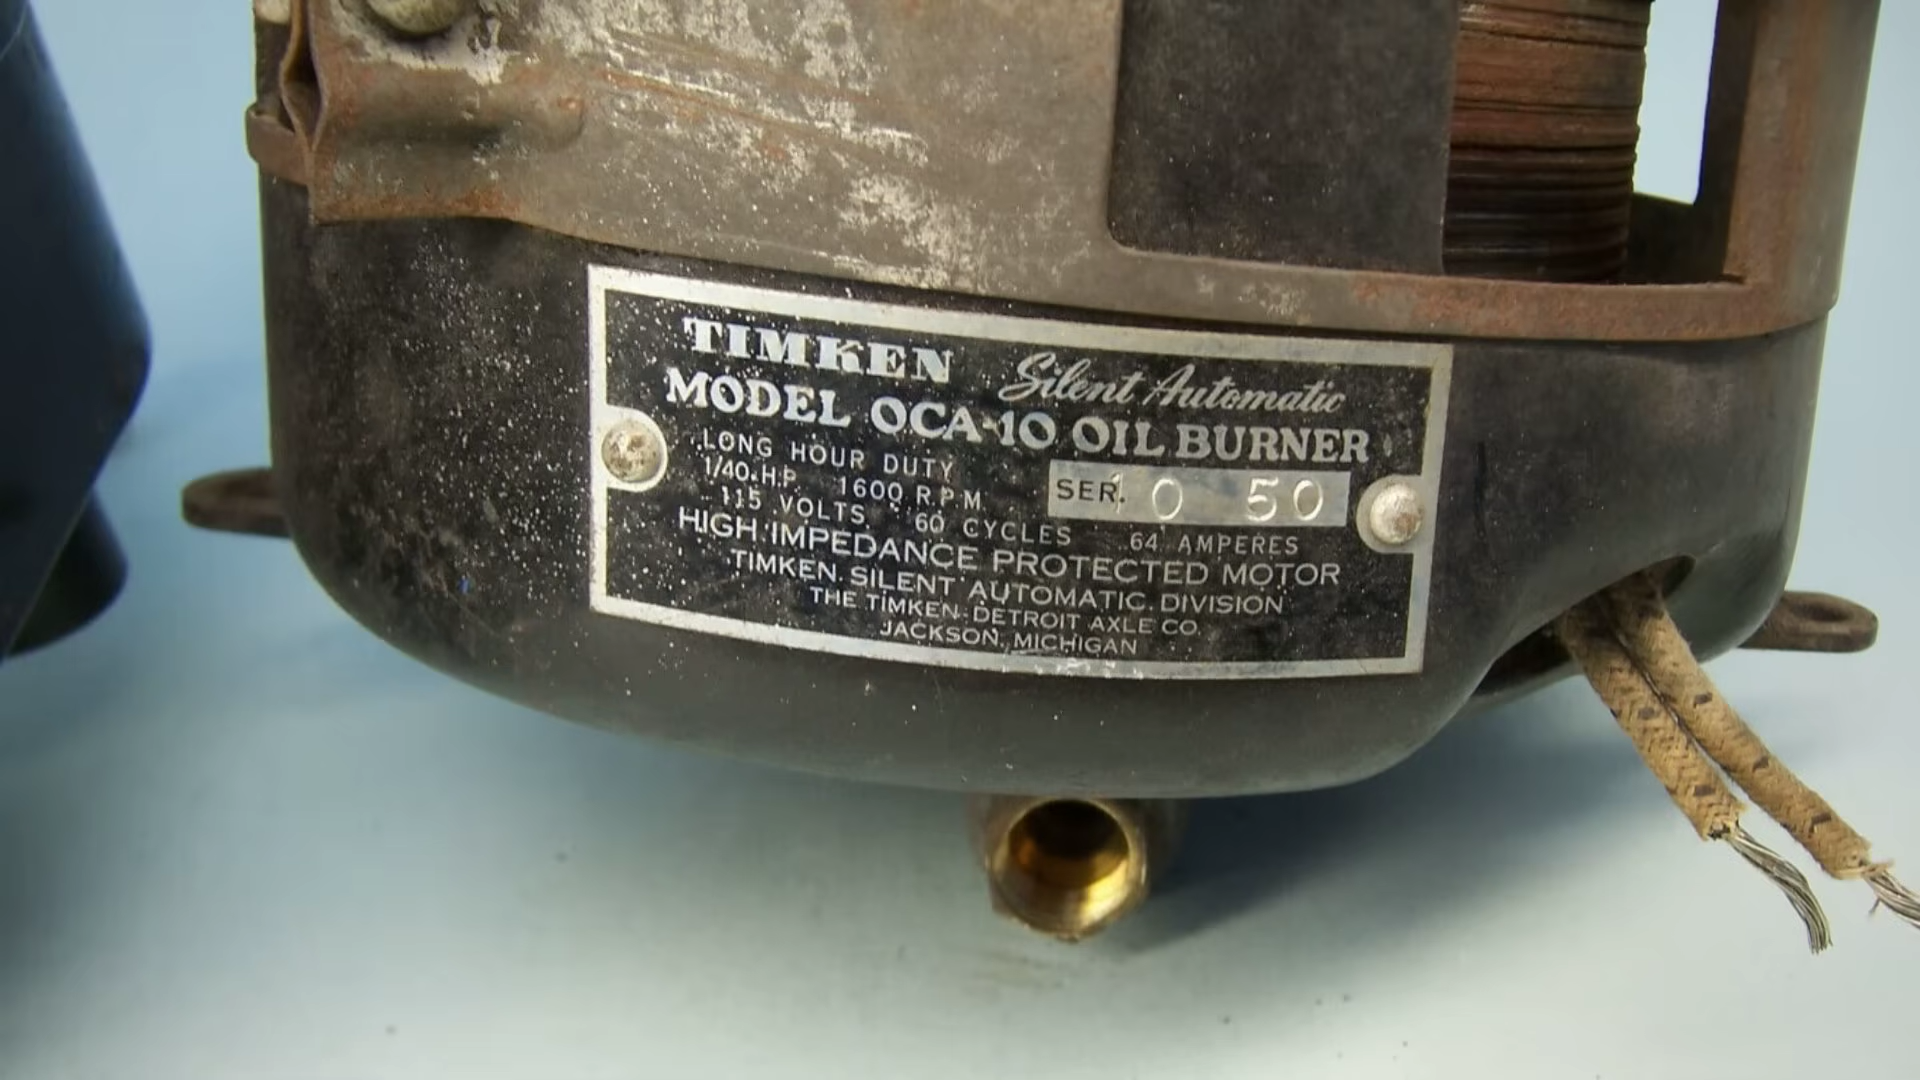 TIMKEN Silent Automatic
MODEL OCA-10 OIL BURNER
LONG HOUR DUTY
1/40 H.P. 1600 R P M
SER. 10 50
115 VOLTS 60 CYCLES .64 AMPERES
HIGH IMPEDANCE PROTECTED MOTOR
TIMKEN SILENT AUTOMATIC DIVISION
THE TIMKEN-DETROIT AXLE CO.
JACKSON, MICHIGAN